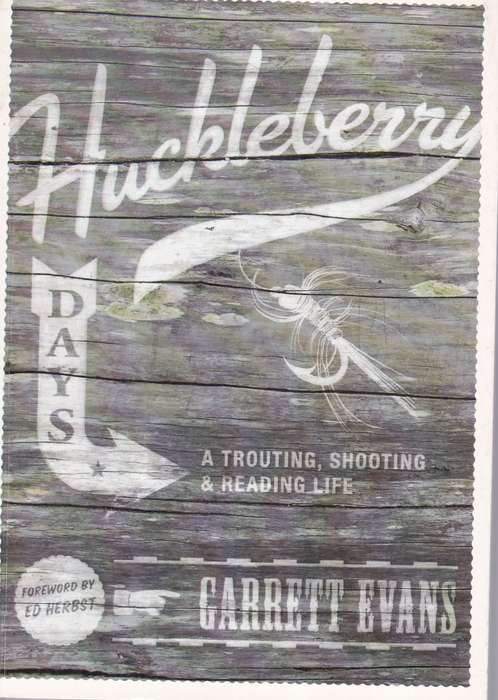 Huckleberry
DAYS
A TROUTING, SHOOTING
& READING LIFE
FOREWORD BY
ED HERBST
GARRETT EVANS